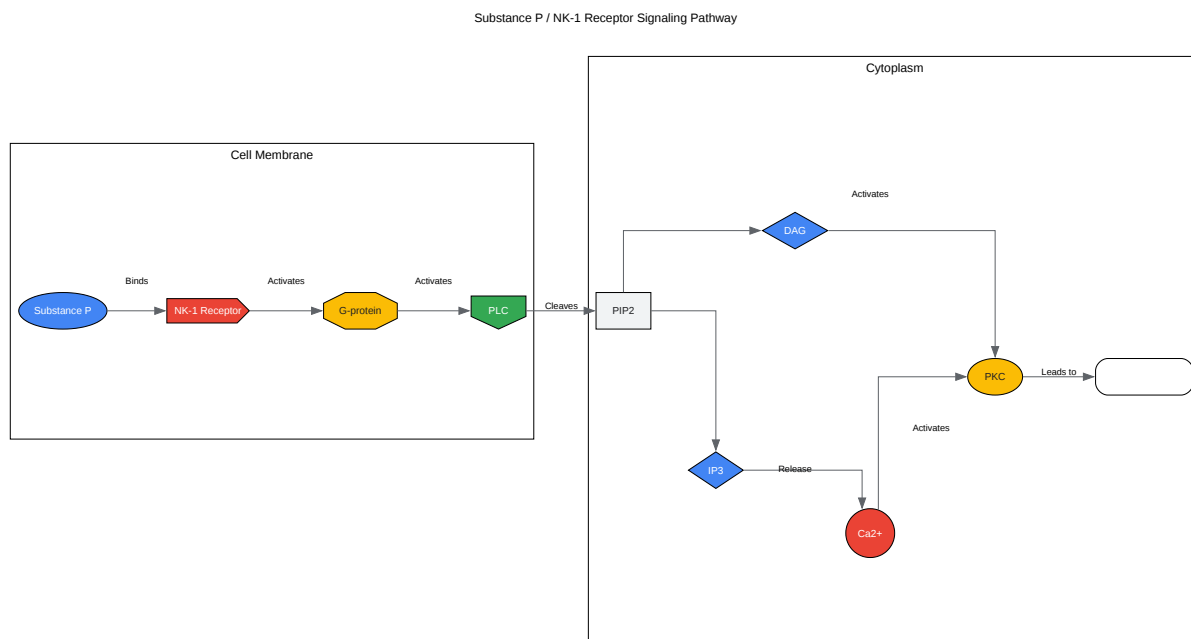 Substance P / NK-1 Receptor Signaling Pathway
Cytoplasm
Cell Membrane
Activates
DAG
Binds
Activates
Activates
Cleaves
Substance P
NK-1 Receptor
G-protein
PLC
PIP2
PKC
Leads to
Activates
IP3
Release
Ca2+